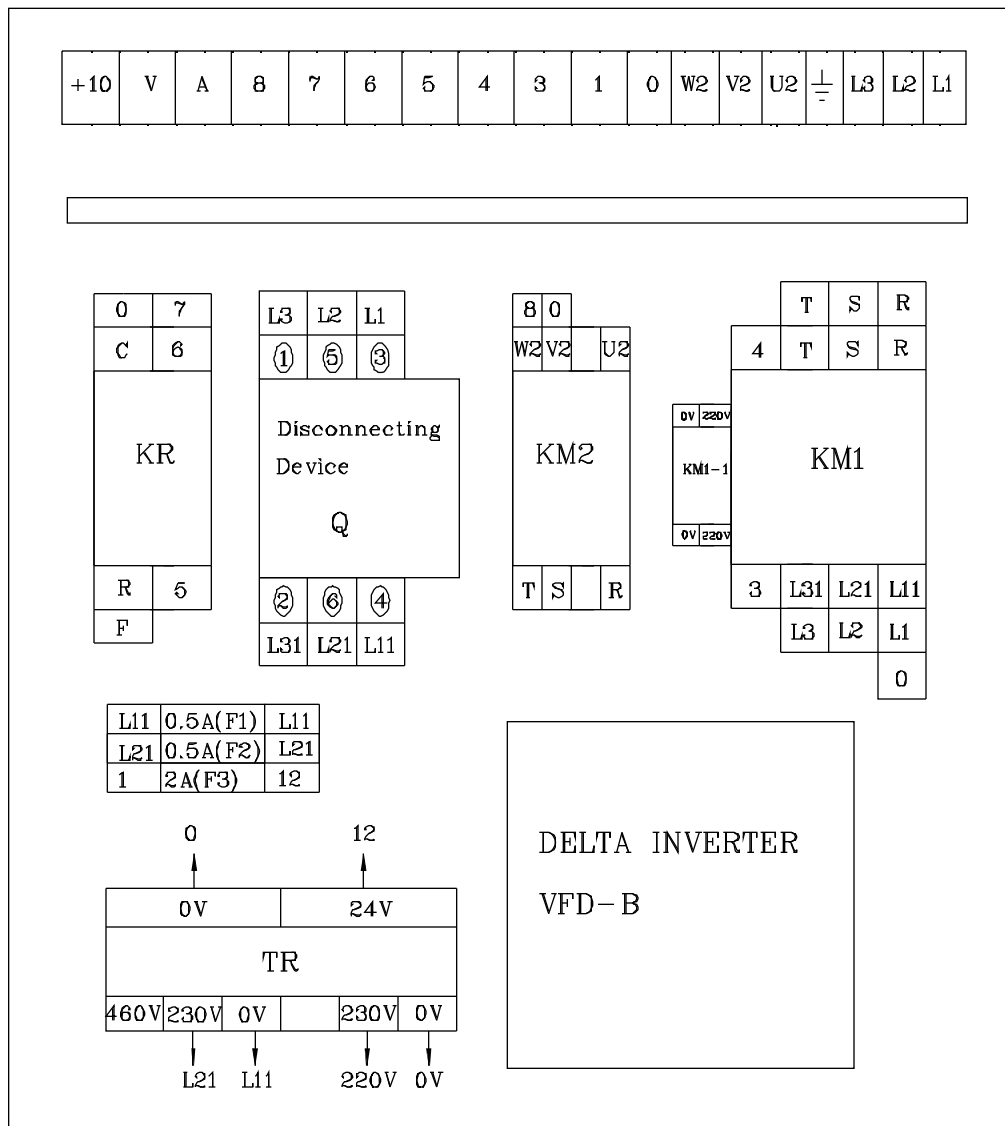 +10 V A 8 7 6 5 4 3 1 0 W2 V2 U2 ⏚ L3 L2 L1
0 7
C 6
KR
R 5
F
L3 L2 L1
① ⑤ ③
Disconnecting
Device
Q
② ⑥ ④
L31 L21 L11
8 0
W2 V2 U2
KM2
T S R
T S R
4 T S R
0V 220V
KM1-1
0V 220V
KM1
3 L31 L21 L11
L3 L2 L1
0
L11 0.5A(F1) L11
L21 0.5A(F2) L21
1 2A(F3) 12
0 12
0V 24V
TR
460V 230V 0V 230V 0V
L21 L11 220V 0V
DELTA INVERTER
VFD-B